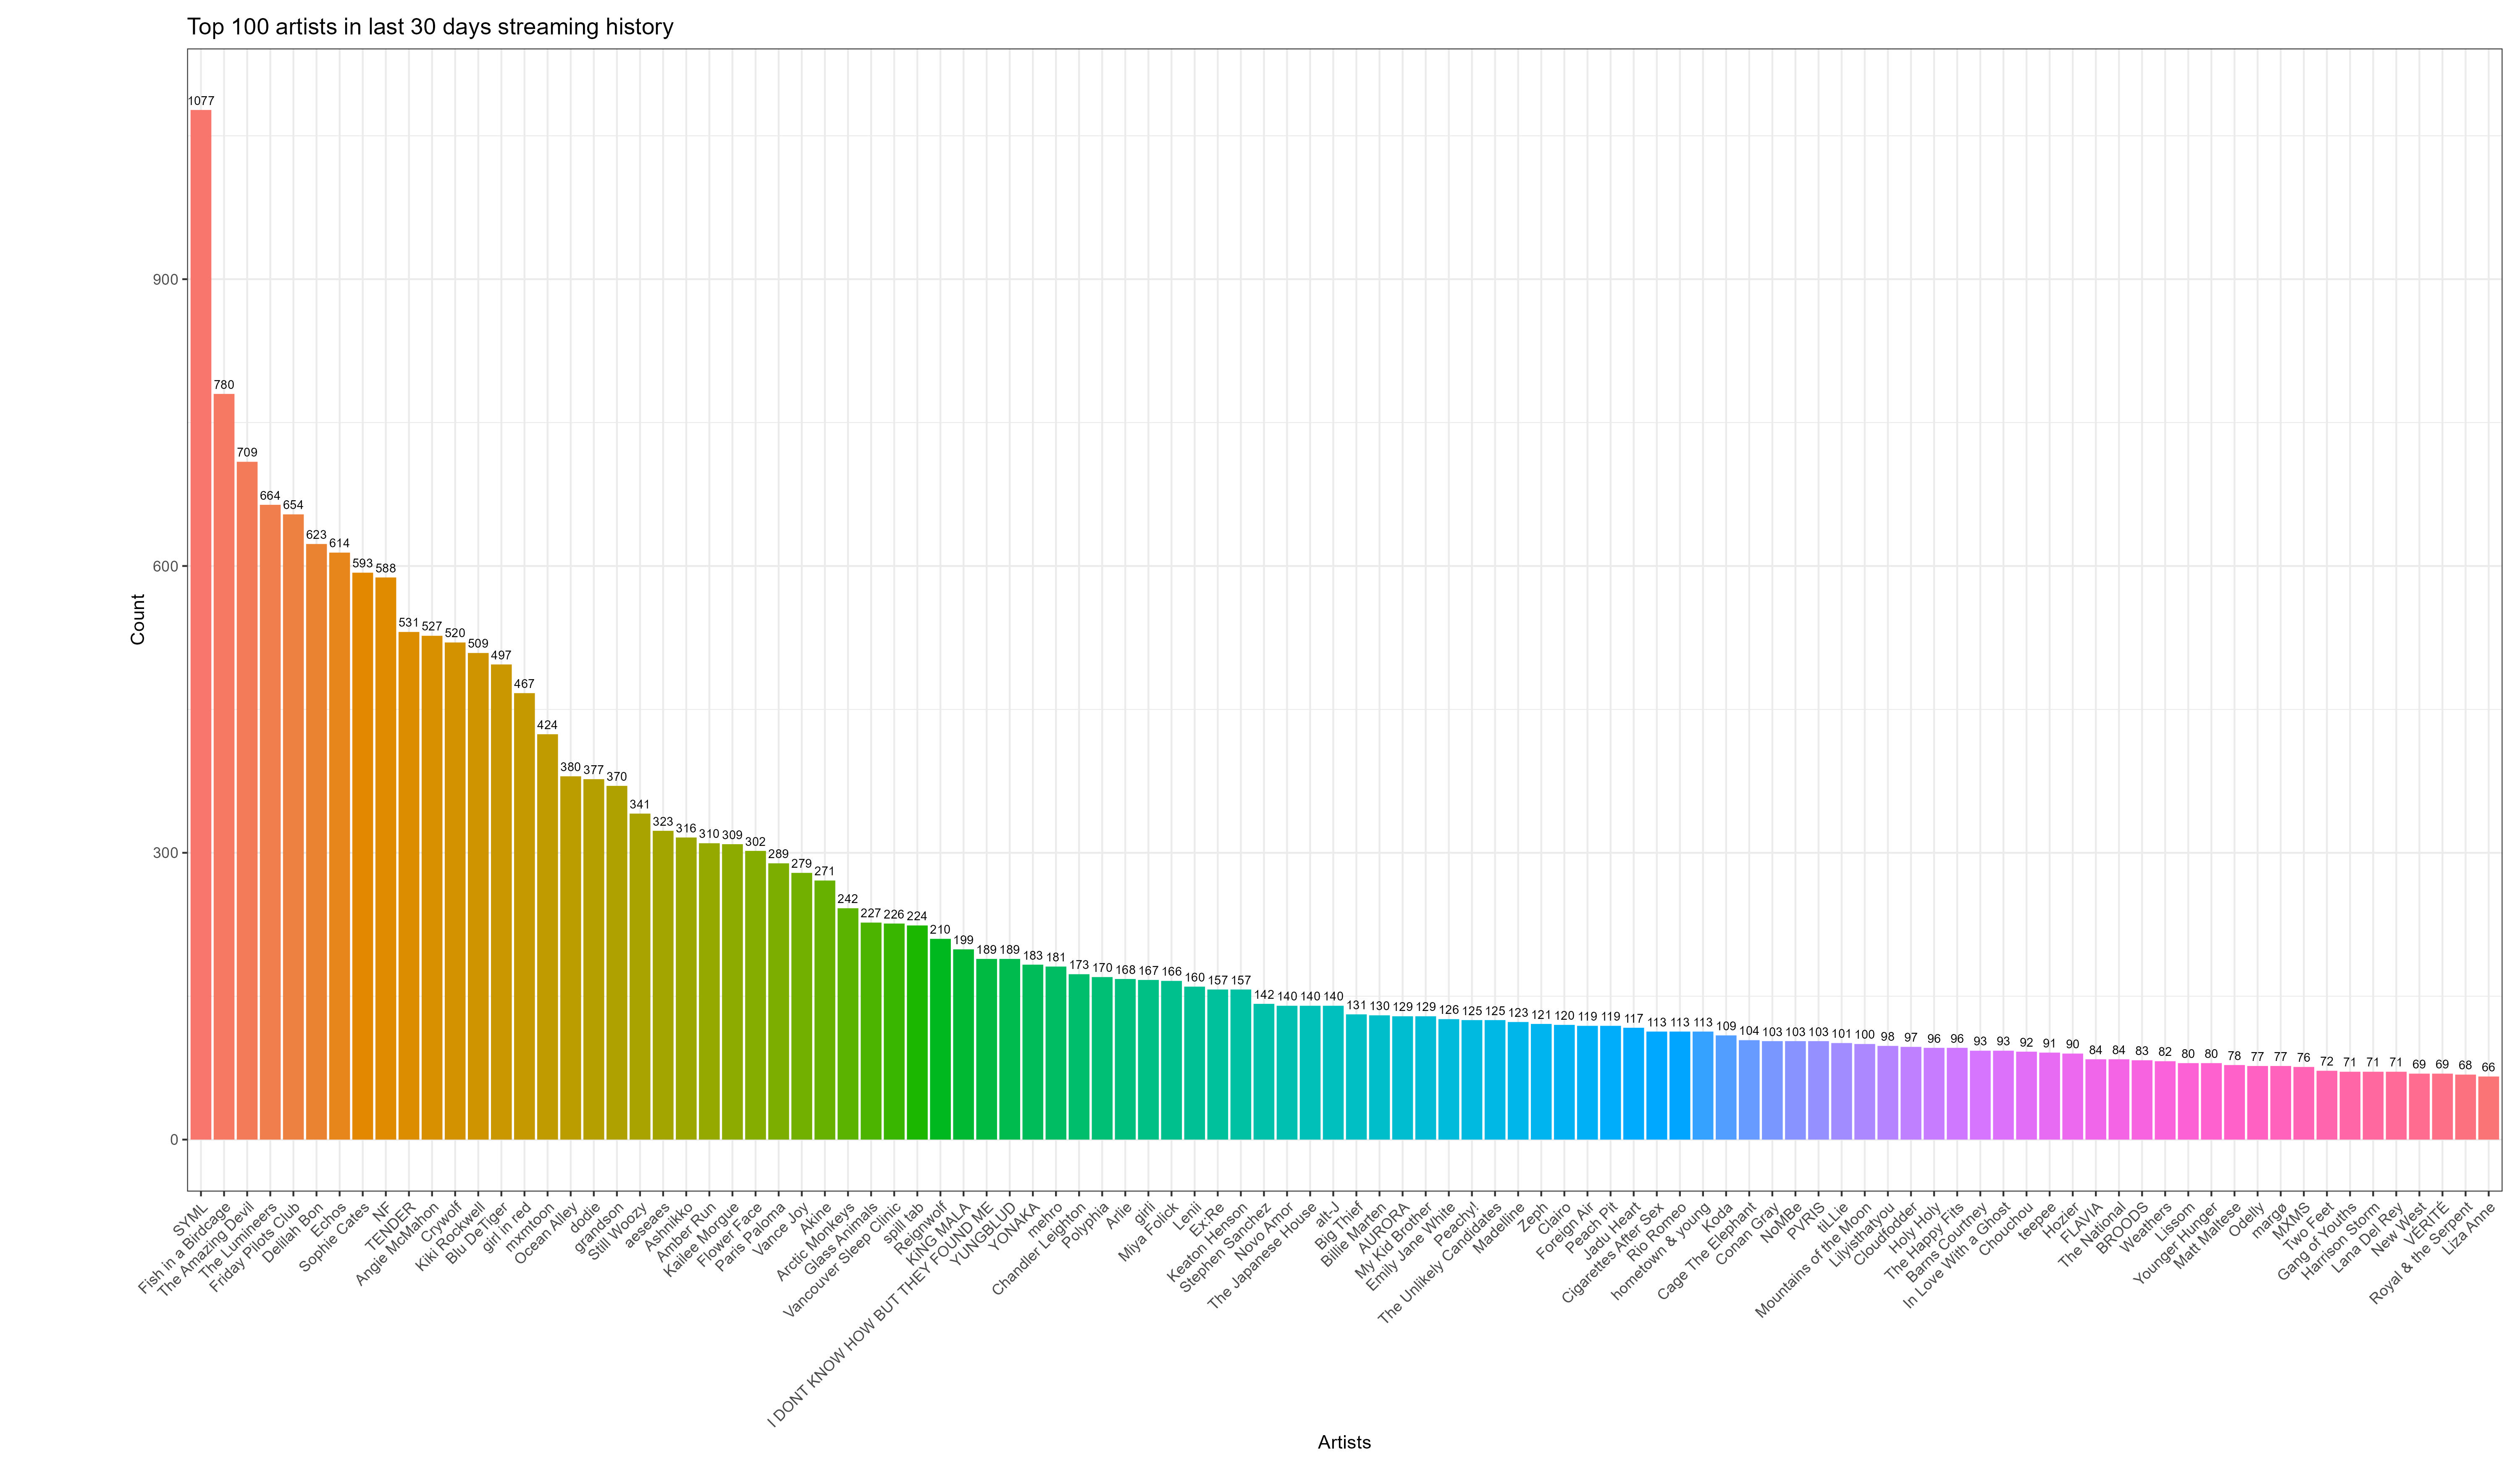 Top 100 artists in last 30 days streaming history
1077
780
709
664
654
623
614
593
588
531
527
520
509
497
467
424
380
377
370
341
323
316
310
309
302
289
279
271
242
227
226
224
210
199
189
189
183
181
173
170
168
167
166
160
157
157
142
140
140
140
131
130
129
129
126
125
125
123
121
120
119
119
117
113
113
113
109
104
103
103
103
101
100
98
97
96
96
93
93
92
91
90
84
84
83
82
80
80
78
77
77
76
72
71
71
71
69
69
68
66
900
600
300
0
Count
SYML
Fish in a Birdcage
The Amazing Devil
The Lumineers
Friday Pilots Club
Delilah Bon
Echos
Sophie Cates
NF
TENDER
Angie McMahon
Crywolf
Kiki Rockwell
Blu DeTiger
girl in red
mxmtoon
Ocean Alley
dodie
grandson
Still Woozy
aeseaes
Ashnikko
Amber Run
Kailee Morgue
Flower Face
Paris Paloma
Vance Joy
Akine
Arctic Monkeys
Glass Animals
Vancouver Sleep Clinic
spill tab
Reignwolf
KiNG MALA
I DONT KNOW HOW BUT THEY FOUND ME
YUNGBLUD
YONAKA
mehro
Chandler Leighton
Polyphia
Arlie
girli
Miya Folick
Lenii
Ex:Re
Keaton Henson
Stephen Sanchez
Novo Amor
The Japanese House
alt-J
Big Thief
Billie Marten
AURORA
My Kid Brother
Emily Jane White
Peachy!
The Unlikely Candidates
Madeline
Zeph
Clairo
Foreign Air
Peach Pit
Jadu Heart
Cigarettes After Sex
Rio Romeo
hometown & young
Koda
Cage The Elephant
Conan Gray
NoMBe
PVRIS
tiLLie
Mountains of the Moon
Lilyisthatyou
Cloudfodder
Holy Holy
The Happy Fits
Barns Courtney
In Love With a Ghost
Chouchou
teepee
Hozier
FLAVIA
The National
BROODS
Weathers
Lissom
Younger Hunger
Matt Maltese
Odelly
margø
MXMS
Two Feet
Gang of Youths
Harrison Storm
Lana Del Rey
New West
VÉRITÉ
Royal & the Serpent
Liza Anne
Artists